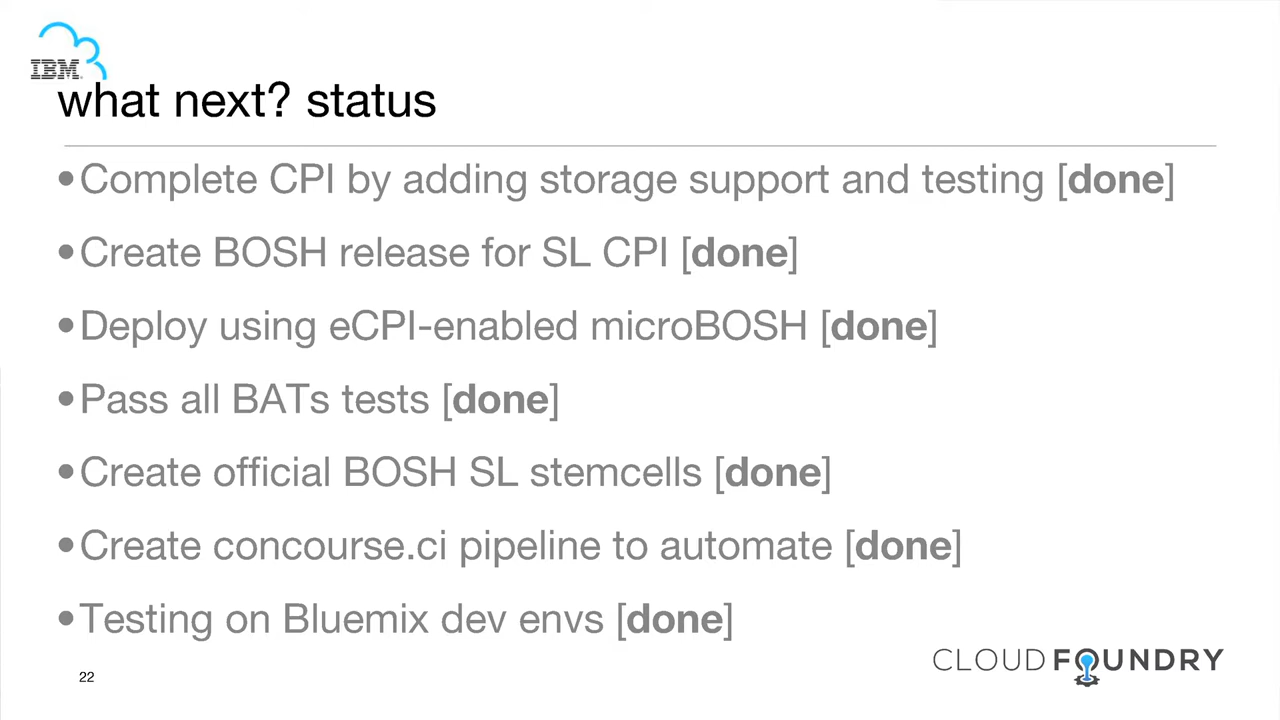 IBM
what next? status
•Complete CPI by adding storage support and testing [done]
•Create BOSH release for SL CPI [done]
•Deploy using eCPI-enabled microBOSH [done]
•Pass all BATs tests [done]
•Create official BOSH SL stemcells [done]
•Create concourse.ci pipeline to automate [done]
•Testing on Bluemix dev envs [done]
CLOUD FOUNDRY
22